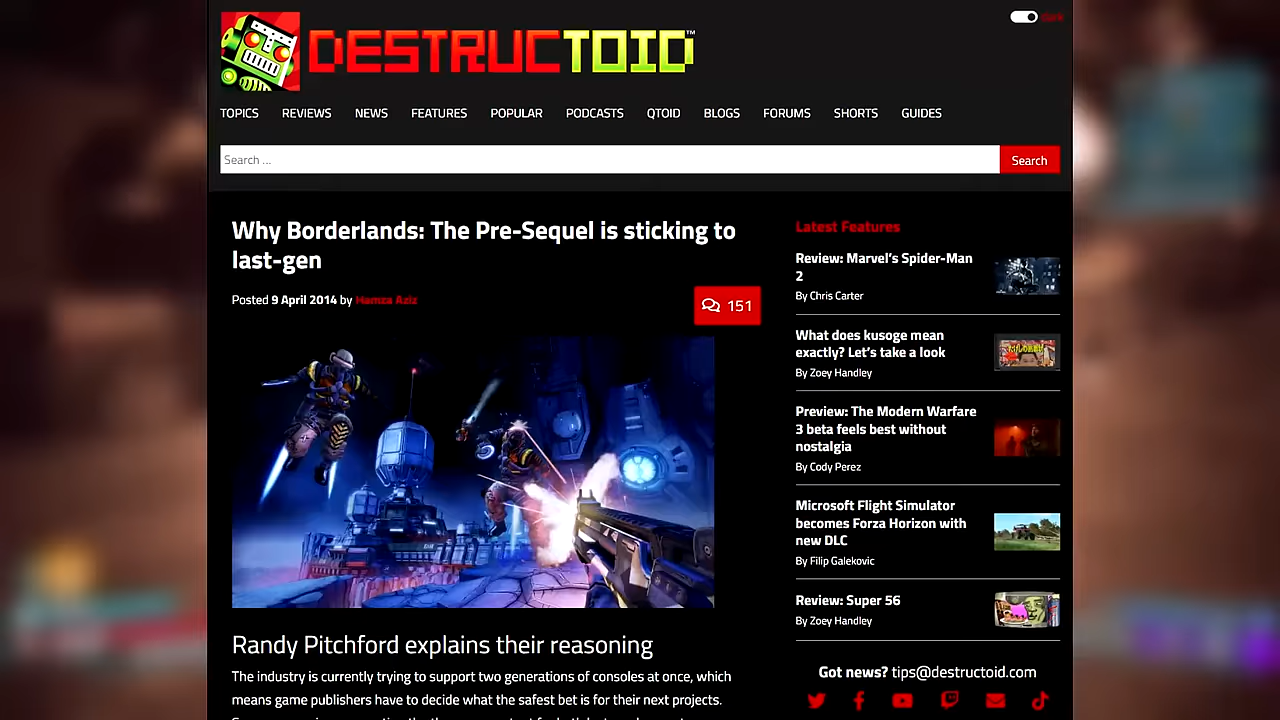 DESTRUCTOID™
dark
TOPICS REVIEWS NEWS FEATURES POPULAR PODCASTS QTOID BLOGS FORUMS SHORTS GUIDES
Search ...
Search
Why Borderlands: The Pre-Sequel is sticking to
last-gen
Posted 9 April 2014 by Hamza Aziz
151
Randy Pitchford explains their reasoning
The industry is currently trying to support two generations of consoles at once, which
means game publishers have to decide what the safest bet is for their next projects.
Latest Features
Review: Marvel's Spider-Man
2
By Chris Carter
What does kusoge mean
exactly? Let's take a look
By Zoey Handley
Preview: The Modern Warfare
3 beta feels best without
nostalgia
By Cody Perez
Microsoft Flight Simulator
becomes Forza Horizon with
new DLC
By Filip Galekovic
Review: Super 56
By Zoey Handley
Got news? tips@destructoid.com